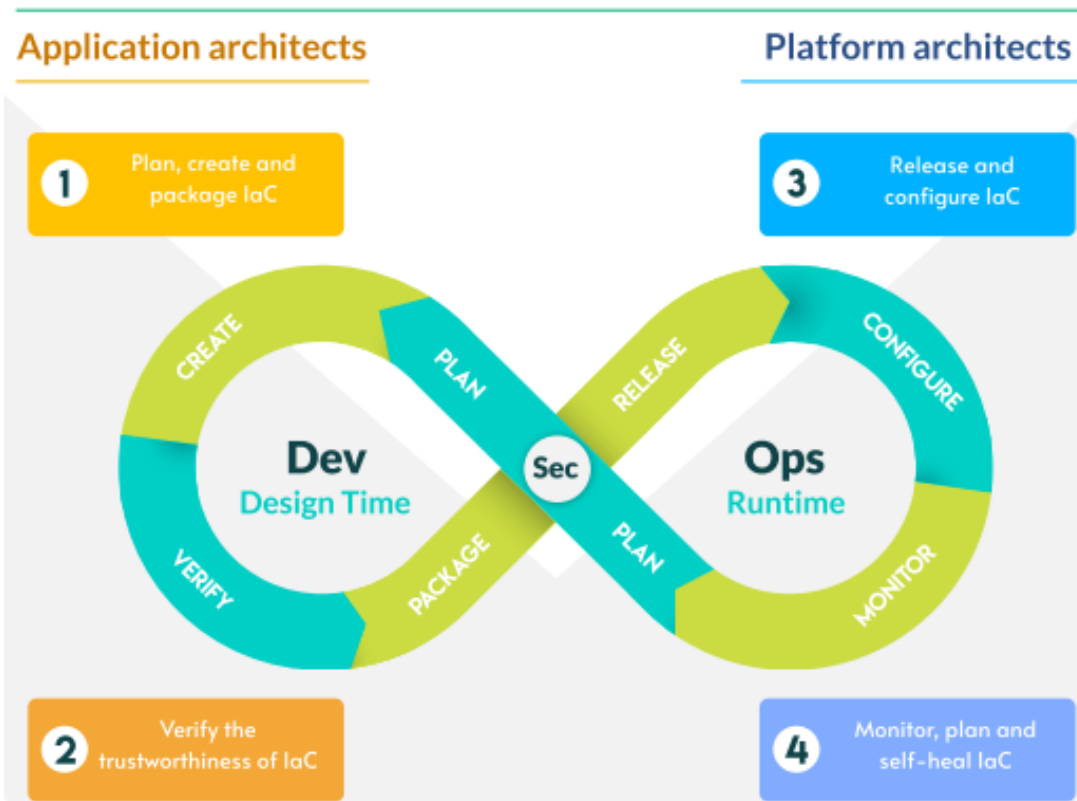 Application architects
Platform architects
1
Plan, create and
package IaC
3
Release and
configure IaC
CREATE
PLAN
RELEASE
CONFIGURE
Dev
Design Time
Sec
Ops
Runtime
VERIFY
PACKAGE
PLAN
MONITOR
2
Verify the
trustworthiness of IaC
4
Monitor, plan and
self-heal IaC